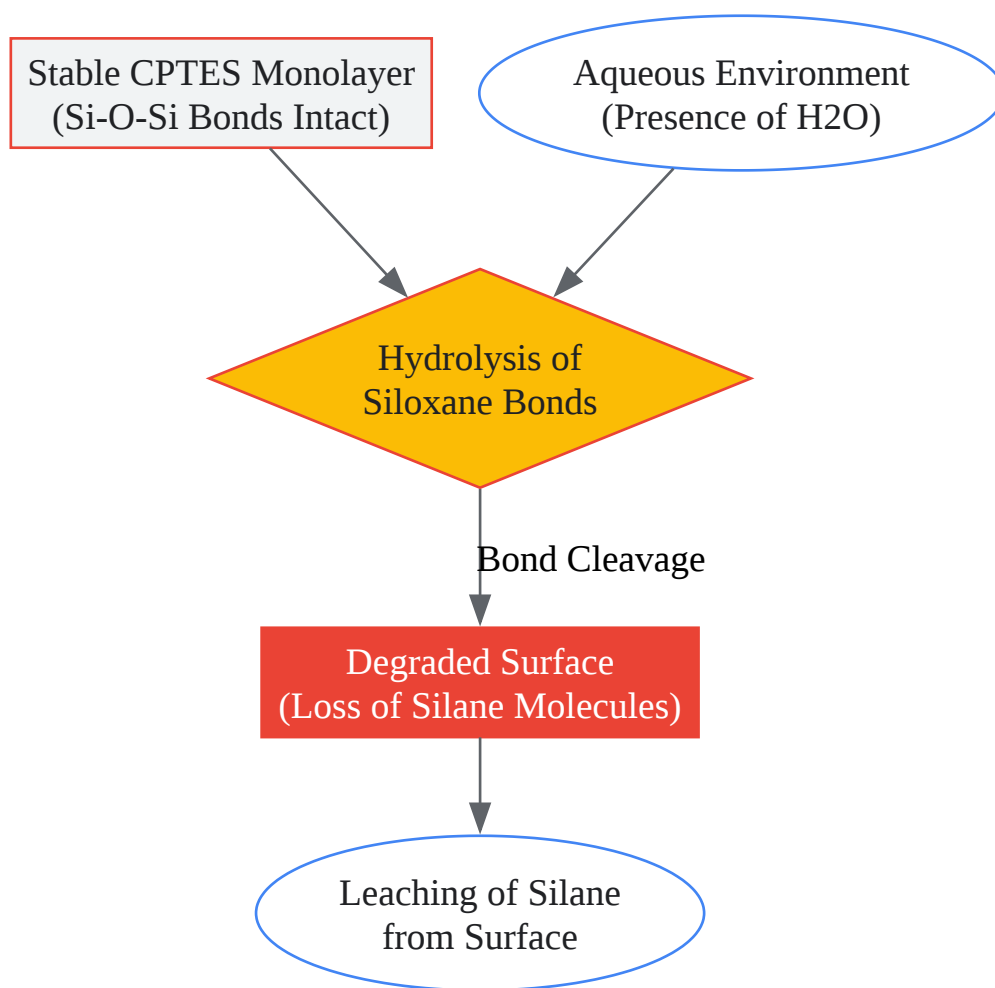 Stable CPTES Monolayer
(Si-O-Si Bonds Intact)
Aqueous Environment
(Presence of H2O)
Hydrolysis of
Siloxane Bonds
Bond Cleavage
Degraded Surface
(Loss of Silane Molecules)
Leaching of Silane
from Surface